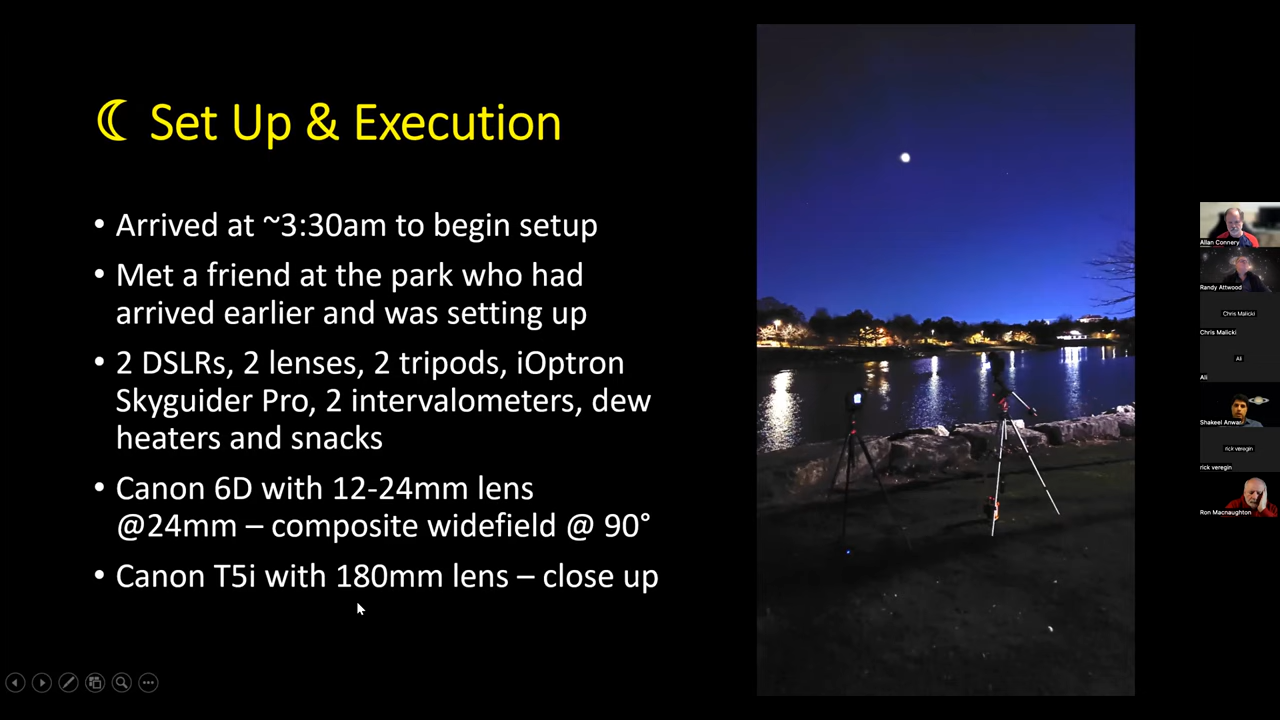 ☾ Set Up & Execution
• Arrived at ~3:30am to begin setup
• Met a friend at the park who had
arrived earlier and was setting up
• 2 DSLRs, 2 lenses, 2 tripods, iOptron
Skyguider Pro, 2 intervalometers, dew
heaters and snacks
• Canon 6D with 12-24mm lens
@24mm – composite widefield @ 90°
• Canon T5i with 180mm lens – close up
Allan Connery
Randy Attwood
Chris Malicki
Chris Malicki
Ali
Ali
Shakeel Anwar
rick veregin
rick veregin
Ron Macnaughton